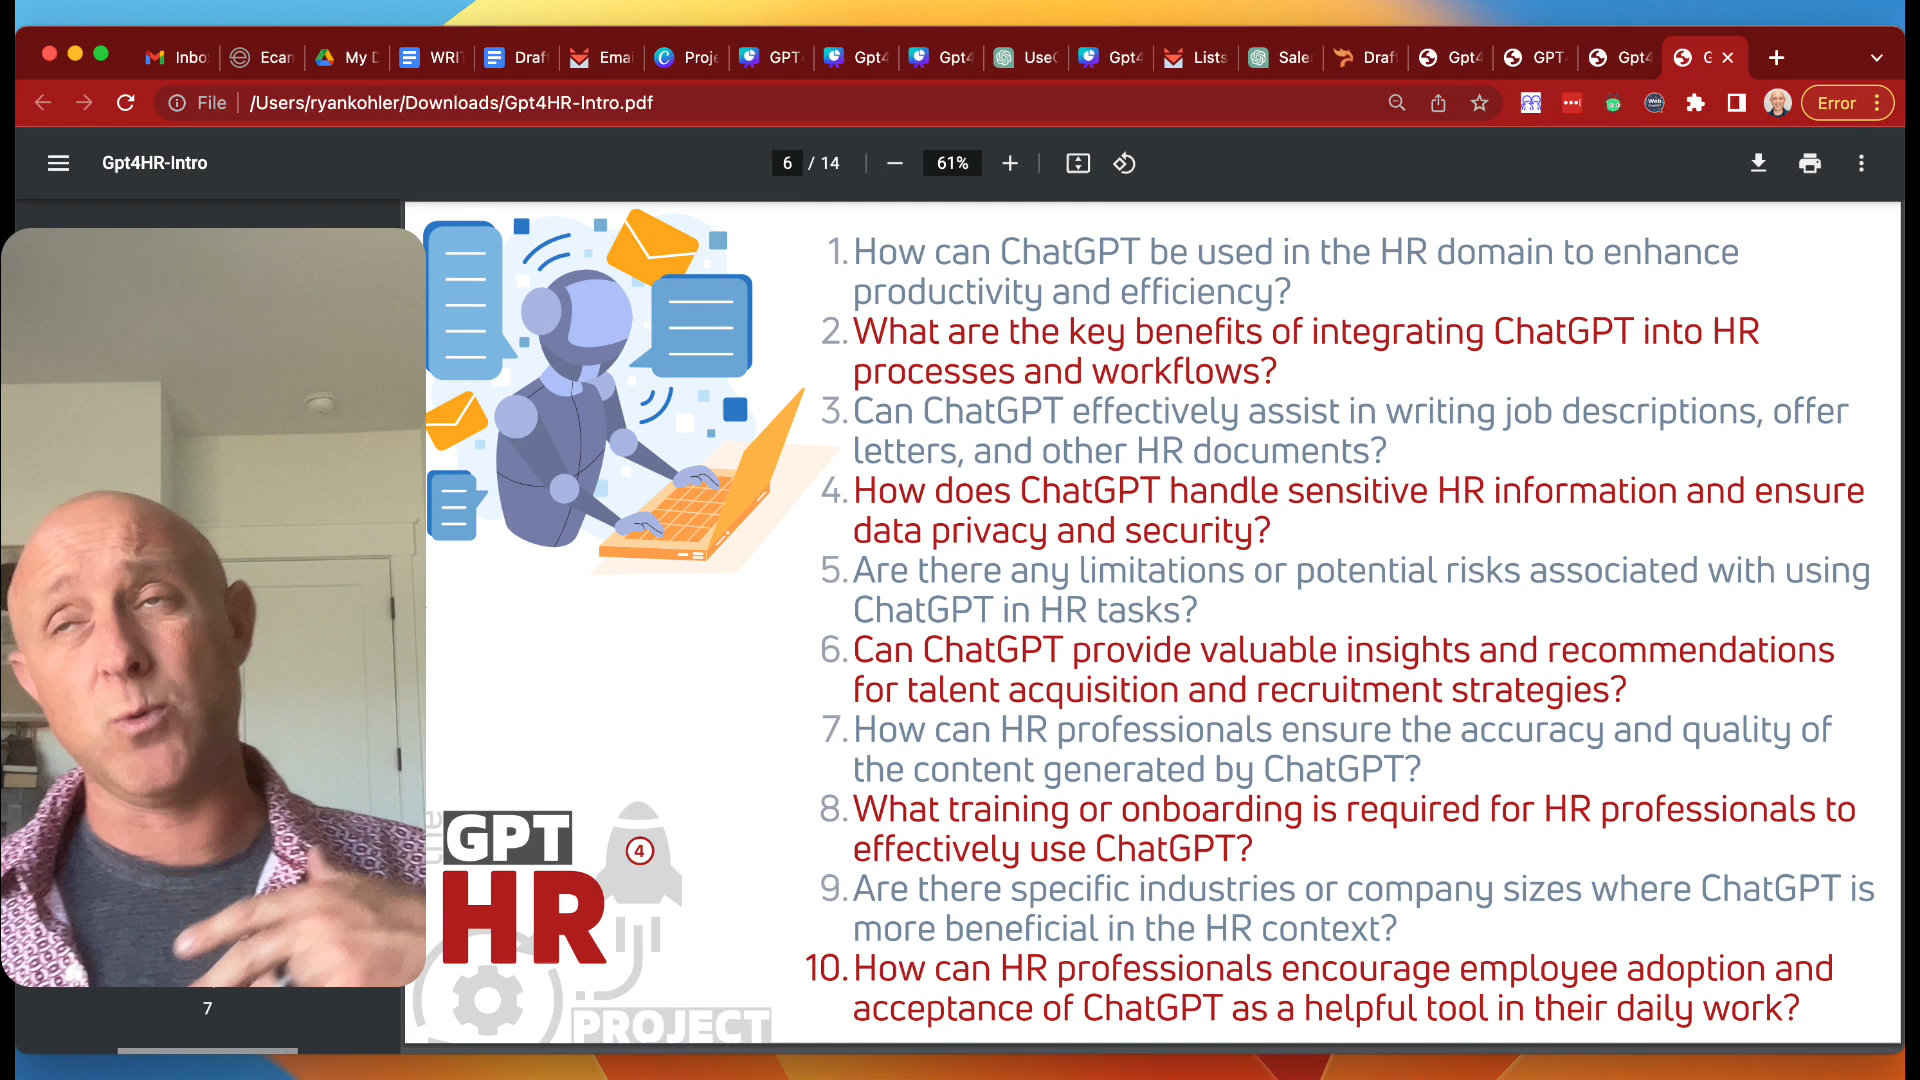 Inbo
Ecan
My D
WRI
Draf
Emai
Proje
GPT-
Gpt4
Gpt4
UseC
Gpt4
Lists
Sale
Draf
Gpt4
GPT
Gpt4
G
File
/Users/ryankohler/Downloads/Gpt4HR-Intro.pdf
Error
Gpt4HR-Intro
6 / 14
61%
1. How can ChatGPT be used in the HR domain to enhance
productivity and efficiency?
2. What are the key benefits of integrating ChatGPT into HR
processes and workflows?
3. Can ChatGPT effectively assist in writing job descriptions, offer
letters, and other HR documents?
4. How does ChatGPT handle sensitive HR information and ensure
data privacy and security?
5. Are there any limitations or potential risks associated with using
ChatGPT in HR tasks?
6. Can ChatGPT provide valuable insights and recommendations
for talent acquisition and recruitment strategies?
7. How can HR professionals ensure the accuracy and quality of
the content generated by ChatGPT?
8. What training or onboarding is required for HR professionals to
effectively use ChatGPT?
9. Are there specific industries or company sizes where ChatGPT is
more beneficial in the HR context?
10. How can HR professionals encourage employee adoption and
acceptance of ChatGPT as a helpful tool in their daily work?
the
GPT
4
HR
PROJECT
7